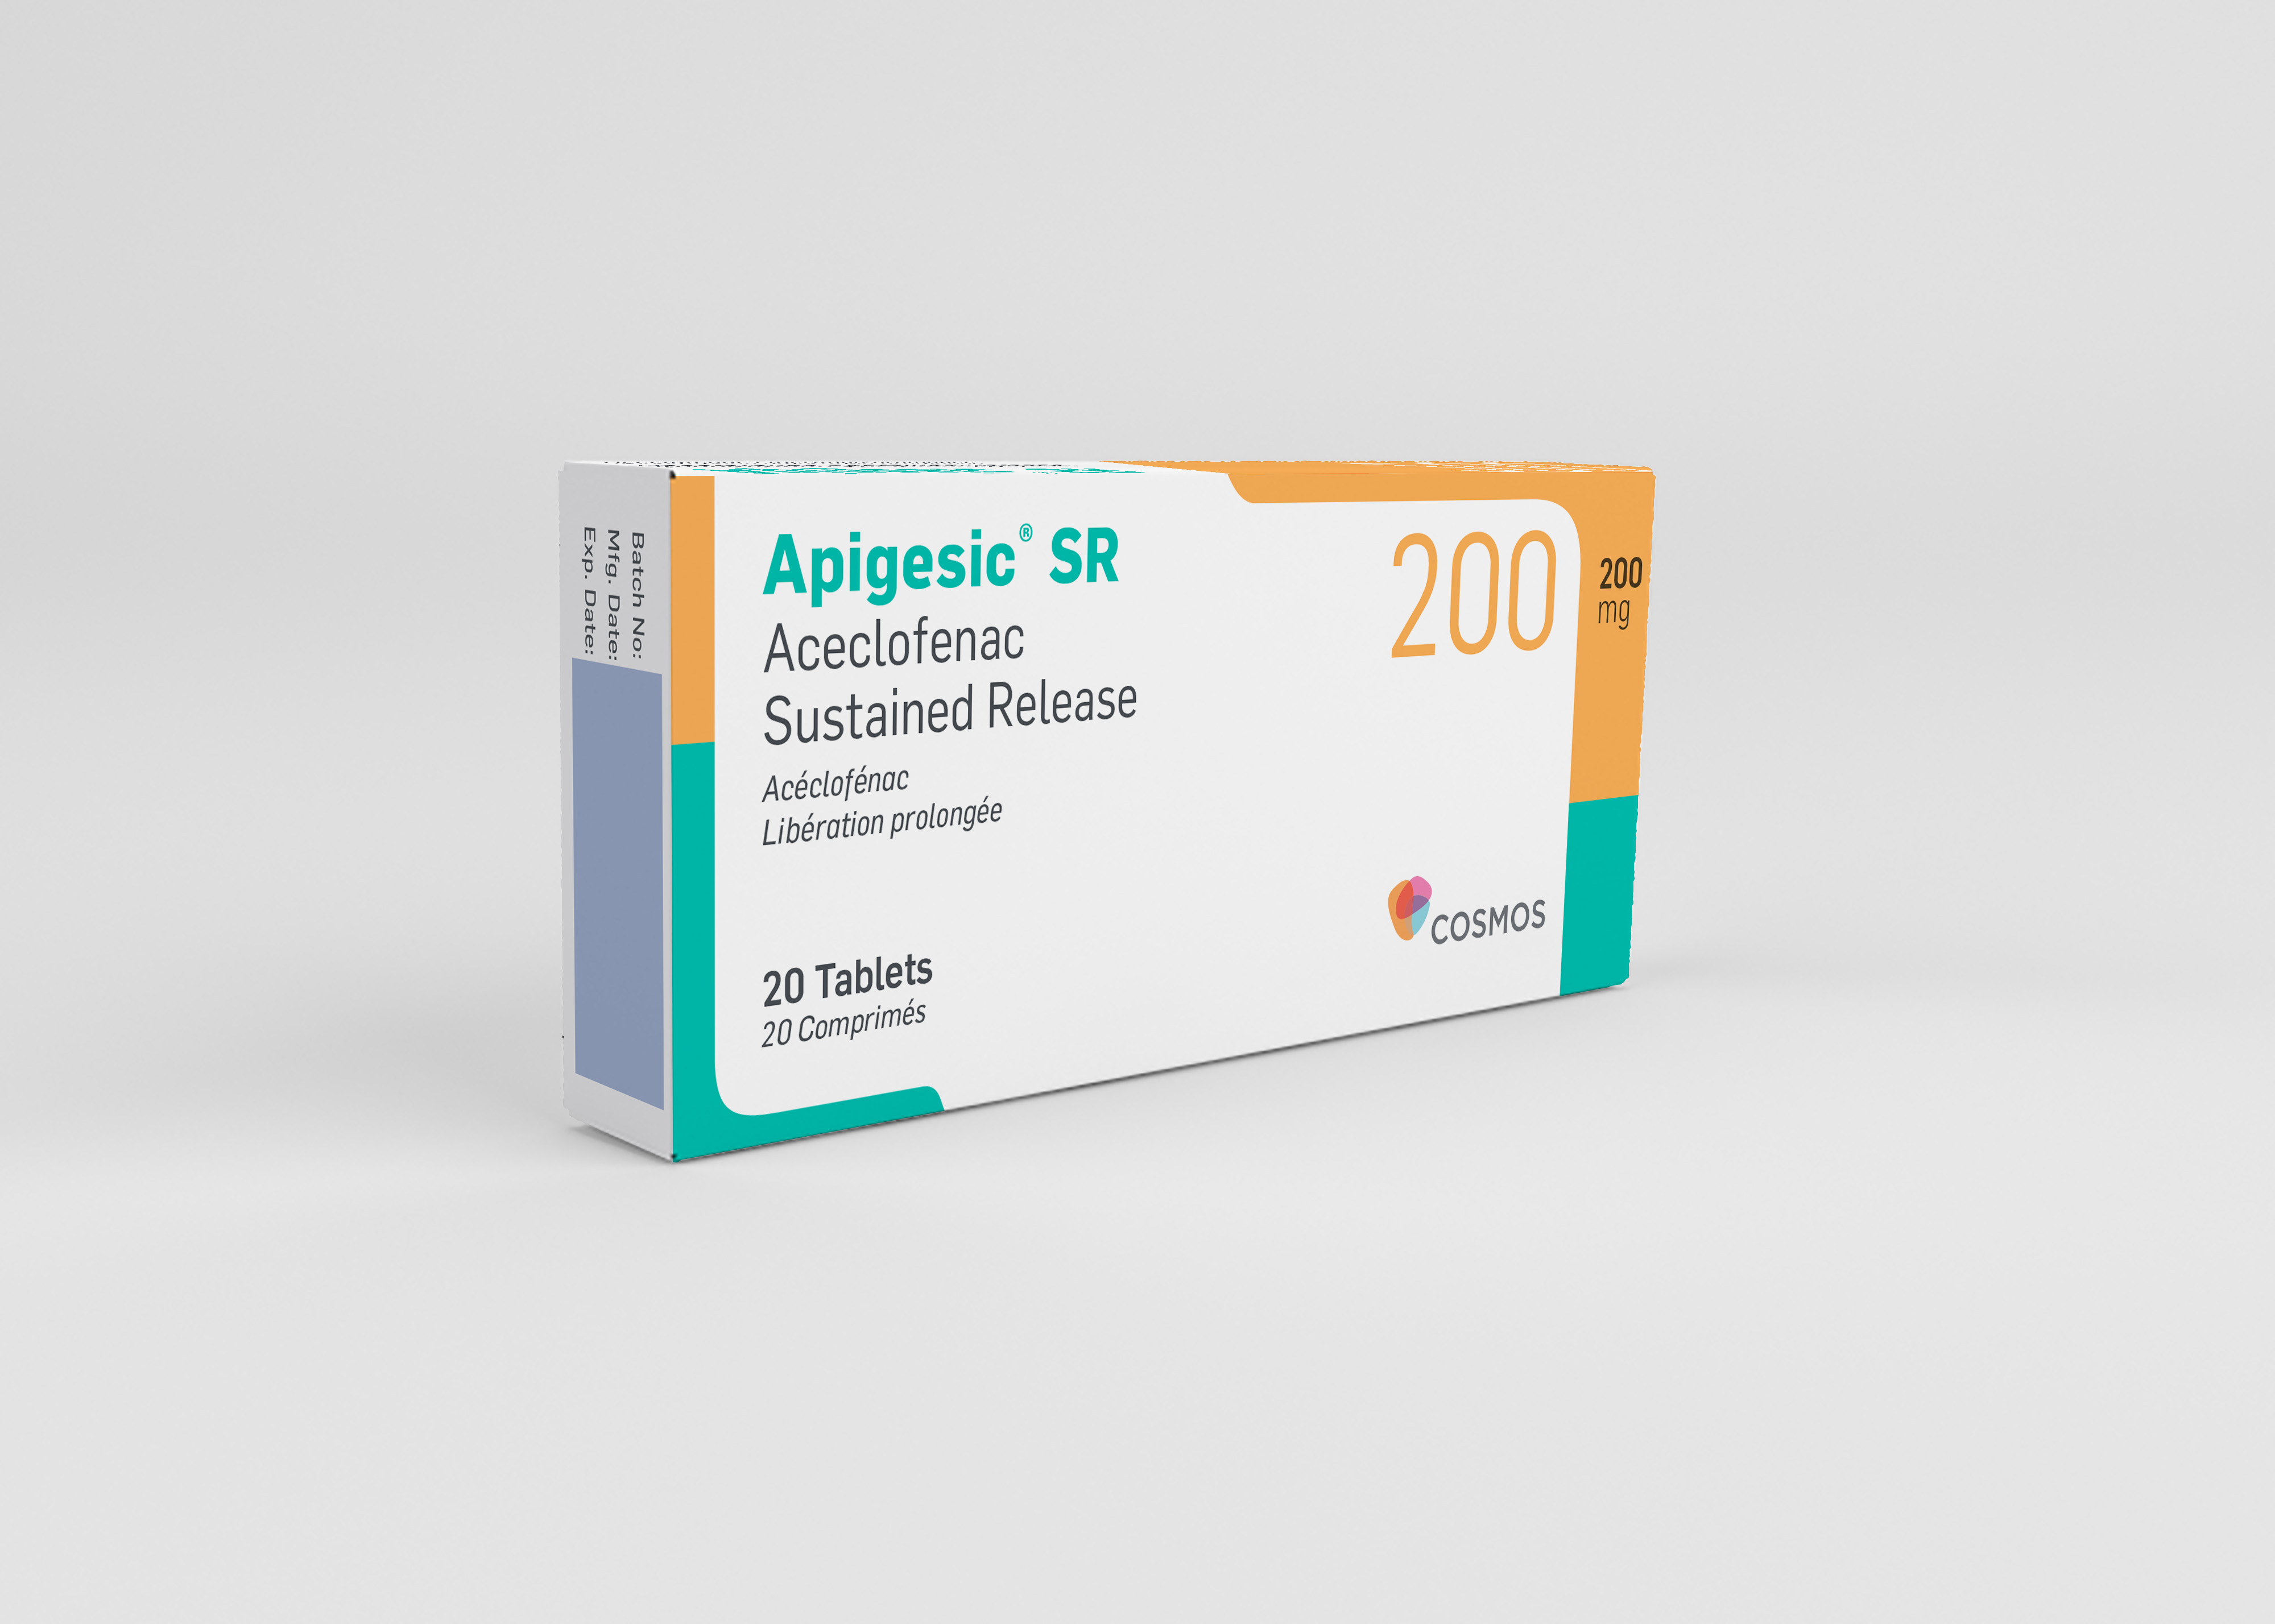 Apigesic® SR
Aceclofenac
Sustained Release
Acéclofénac
Libération prolongée
20 Tablets
20 Comprimés
200
200
mg
COSMOS
Batch No:
Mfg. Date:
Exp. Date: